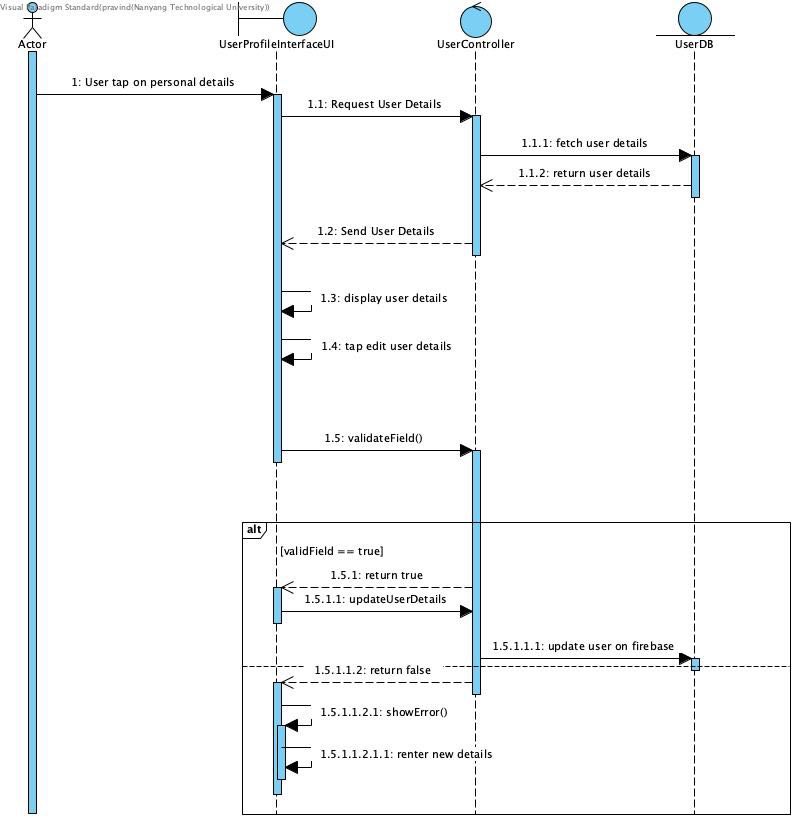 Visual Paradigm Standard(pravind(Nanyang Technological University))
Actor
UserProfileInterfaceUI
UserController
UserDB
1: User tap on personal details
1.1: Request User Details
1.1.1: fetch user details
1.1.2: return user details
1.2: Send User Details
1.3: display user details
1.4: tap edit user details
1.5: validateField()
alt
[validField == true]
1.5.1: return true
1.5.1.1: updateUserDetails
1.5.1.1.1: update user on firebase
1.5.1.1.2: return false
1.5.1.1.2.1: showError()
1.5.1.1.2.1.1: renter new details